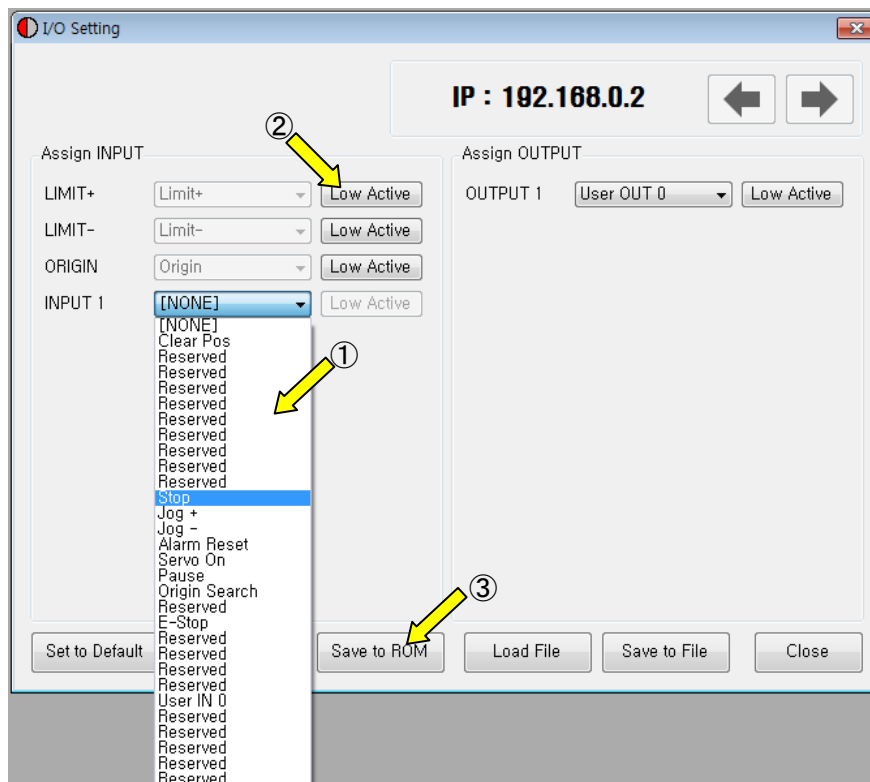 I/O Setting
IP : 192.168.0.2
②
Assign INPUT
Assign OUTPUT
LIMIT+ Limit+ Low Active
OUTPUT 1 User OUT 0 Low Active
LIMIT- Limit- Low Active
ORIGIN Origin Low Active
INPUT 1 [NONE] Low Active
[NONE]
Clear Pos
Reserved
①
Reserved
Reserved
Reserved
Reserved
Reserved
Reserved
Reserved
Reserved
Stop
Jog +
Jog -
Alarm Reset
Servo On
Pause
Origin Search
③
Reserved
E-Stop
Reserved
Reserved
Reserved
Reserved
User IN 0
Reserved
Reserved
Reserved
Reserved
Reserved
Set to Default Save to ROM Load File Save to File Close